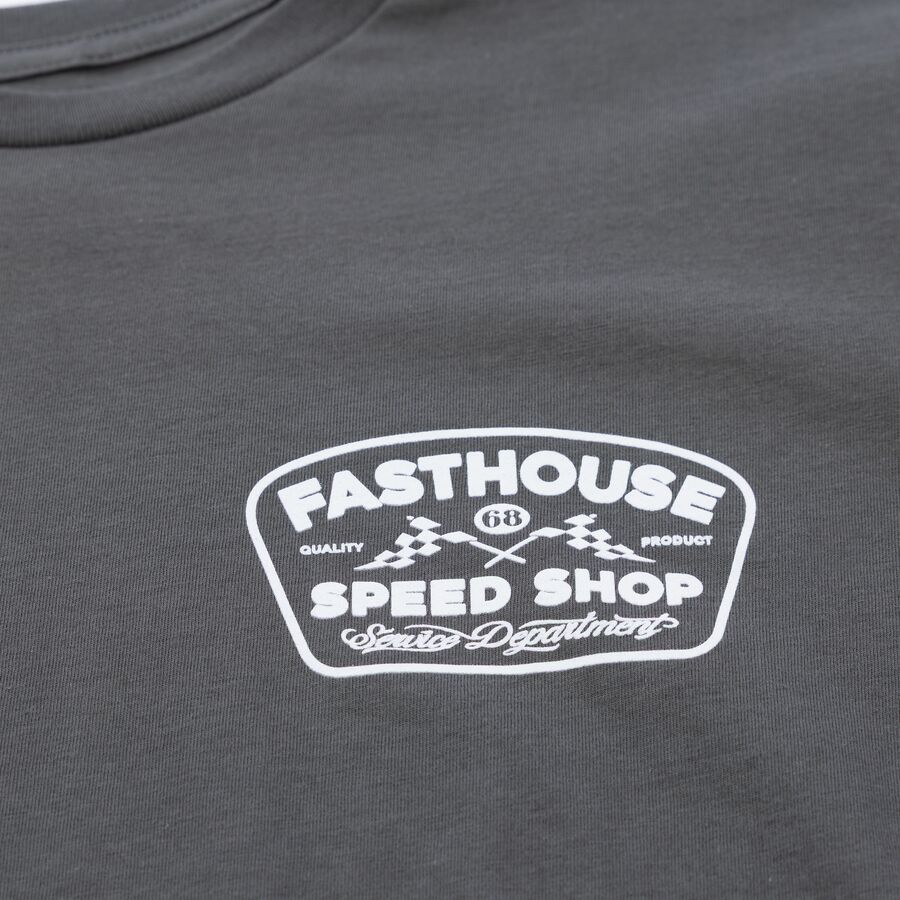 FASTHOUSE
68
QUALITY PRODUCT
SPEED SHOP
Service Department